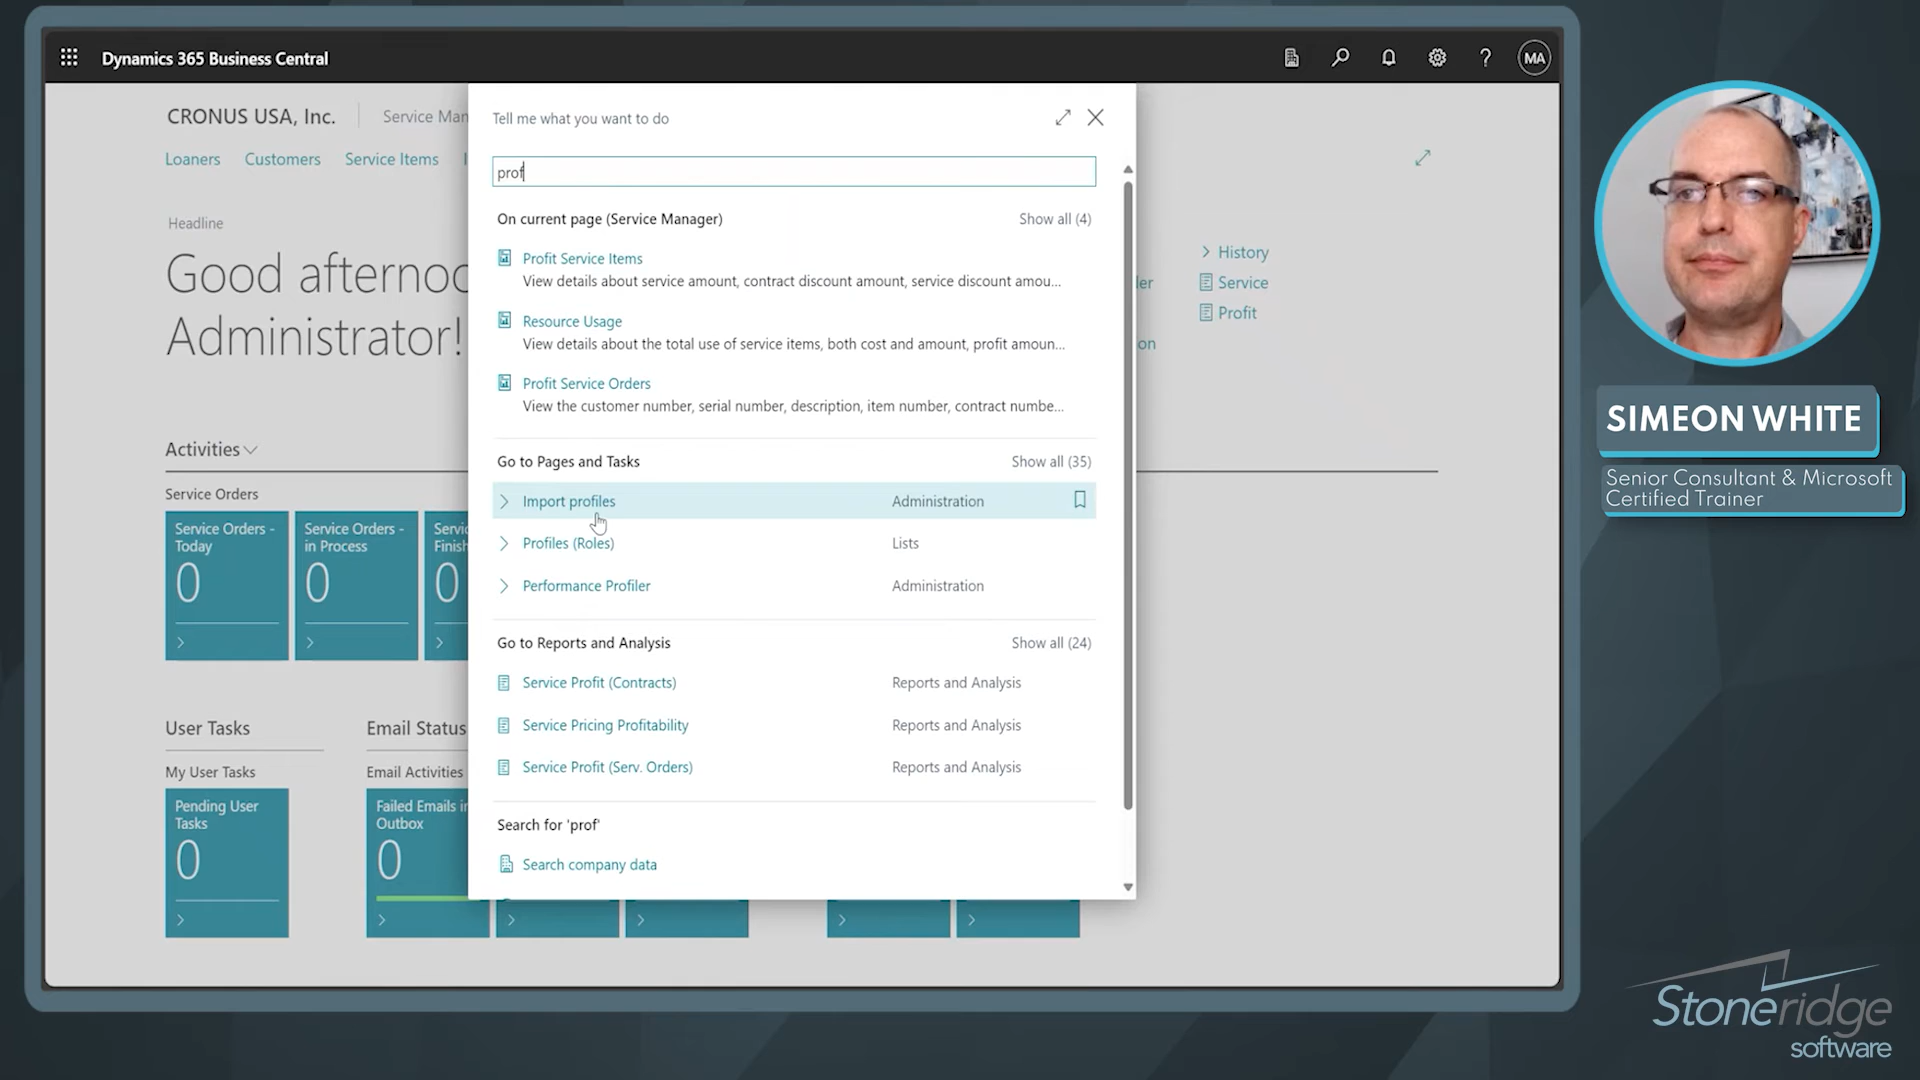 Dynamics 365 Business Central
MA
CRONUS USA, Inc.
Service Man
Loaners
Customers
Service Items
Headline
Good afternoo
Administrator!
Tell me what you want to do
prof
On current page (Service Manager)
Show all (4)
Profit Service Items
View details about service amount, contract discount amount, service discount amou...
Resource Usage
View details about the total use of service items, both cost and amount, profit amoun...
Profit Service Orders
View the customer number, serial number, description, item number, contract numbe...
Go to Pages and Tasks
Show all (35)
Import profiles
Administration
Profiles (Roles)
Lists
Performance Profiler
Administration
Go to Reports and Analysis
Show all (24)
Service Profit (Contracts)
Reports and Analysis
Service Pricing Profitability
Reports and Analysis
Service Profit (Serv. Orders)
Reports and Analysis
Search for 'prof'
Search company data
History
Service
Profit
on
Activities
Service Orders
Service Orders -
Today
0
Service Orders -
in Process
0
Servic
Finish
0
User Tasks
My User Tasks
Pending User
Tasks
0
Email Status
Email Activities
Failed Emails in
Outbox
0
SIMEON WHITE
Senior Consultant & Microsoft
Certified Trainer
Stoneridge
software